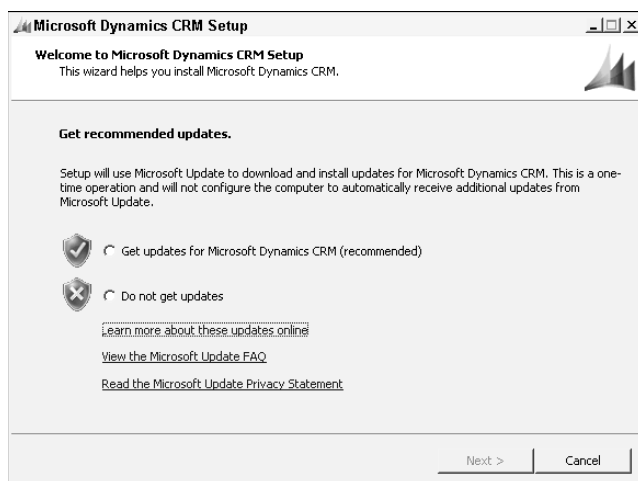 Microsoft Dynamics CRM Setup
Welcome to Microsoft Dynamics CRM Setup
This wizard helps you install Microsoft Dynamics CRM.
Get recommended updates.
Setup will use Microsoft Update to download and install updates for Microsoft Dynamics CRM. This is a one-
time operation and will not configure the computer to automatically receive additional updates from
Microsoft Update.
Get updates for Microsoft Dynamics CRM (recommended)
Do not get updates
Learn more about these updates online
View the Microsoft Update FAQ
Read the Microsoft Update Privacy Statement
Next > Cancel